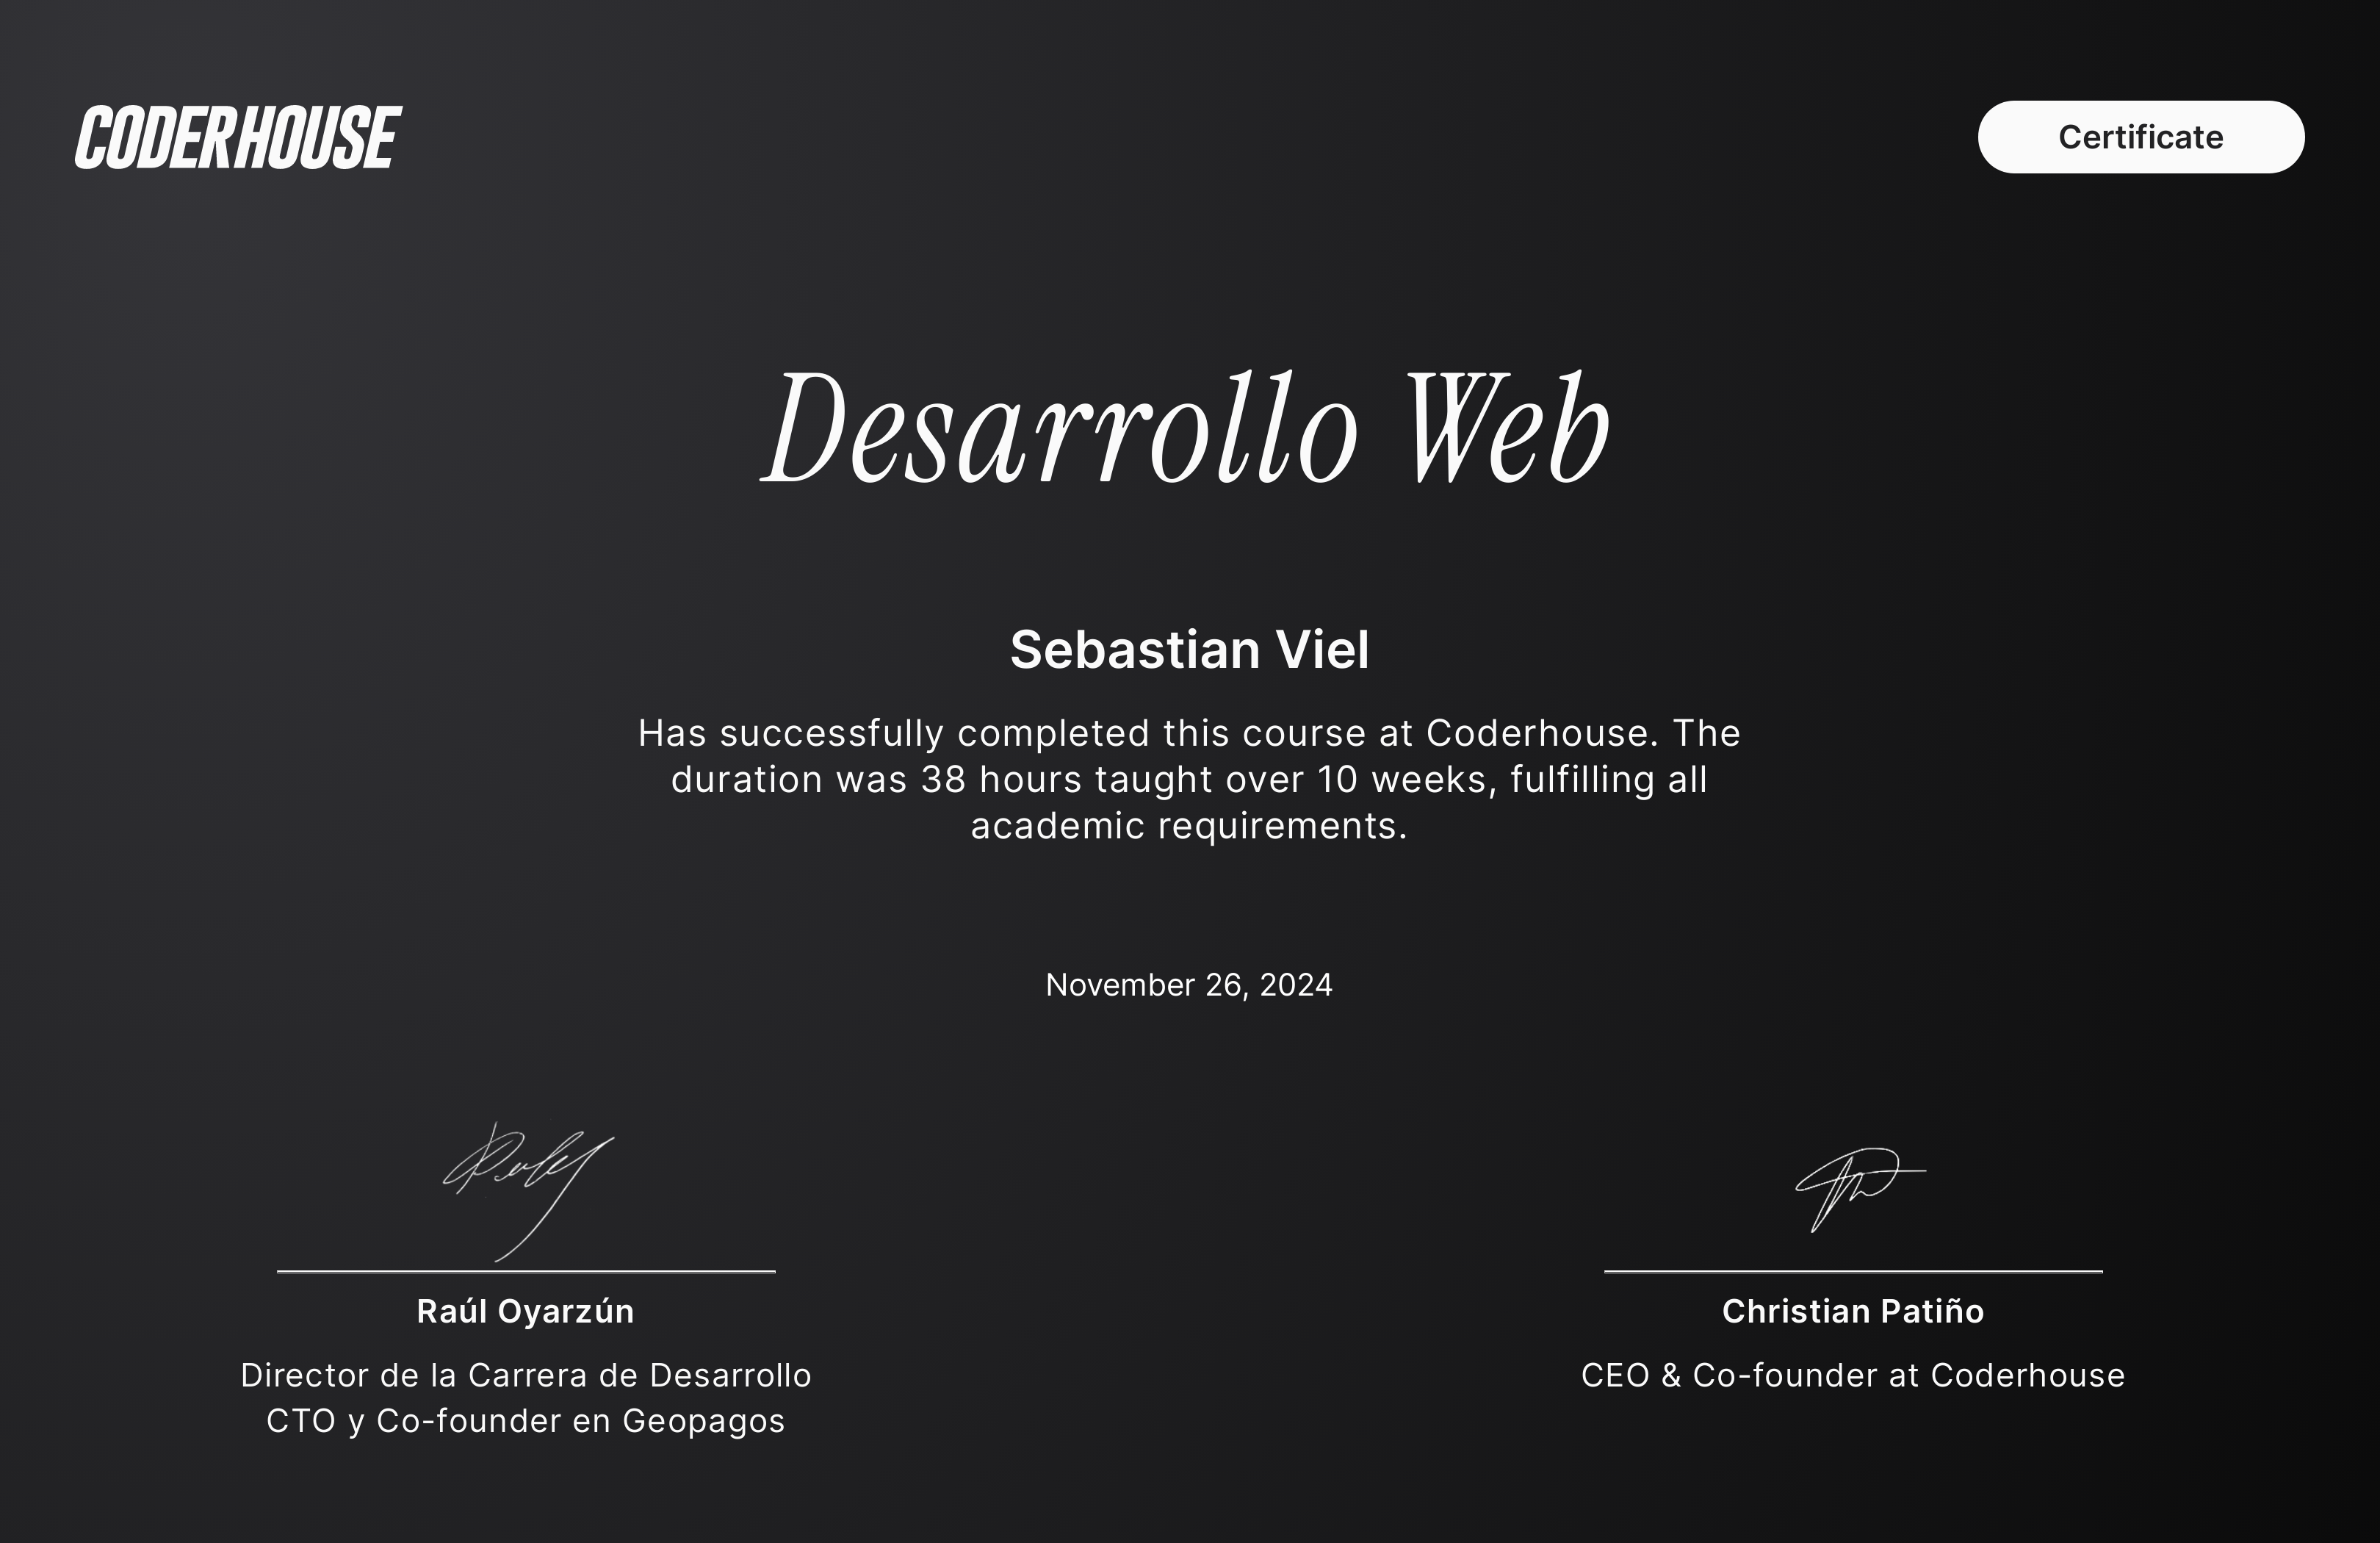 CODERHOUSE
Certificate
Desarrollo Web
Sebastian Viel
Has successfully completed this course at Coderhouse. The
duration was 38 hours taught over 10 weeks, fulfilling all
academic requirements.
November 26, 2024
Raúl Oyarzún
Director de la Carrera de Desarrollo
CTO y Co-founder en Geopagos
Christian Patiño
CEO & Co-founder at Coderhouse